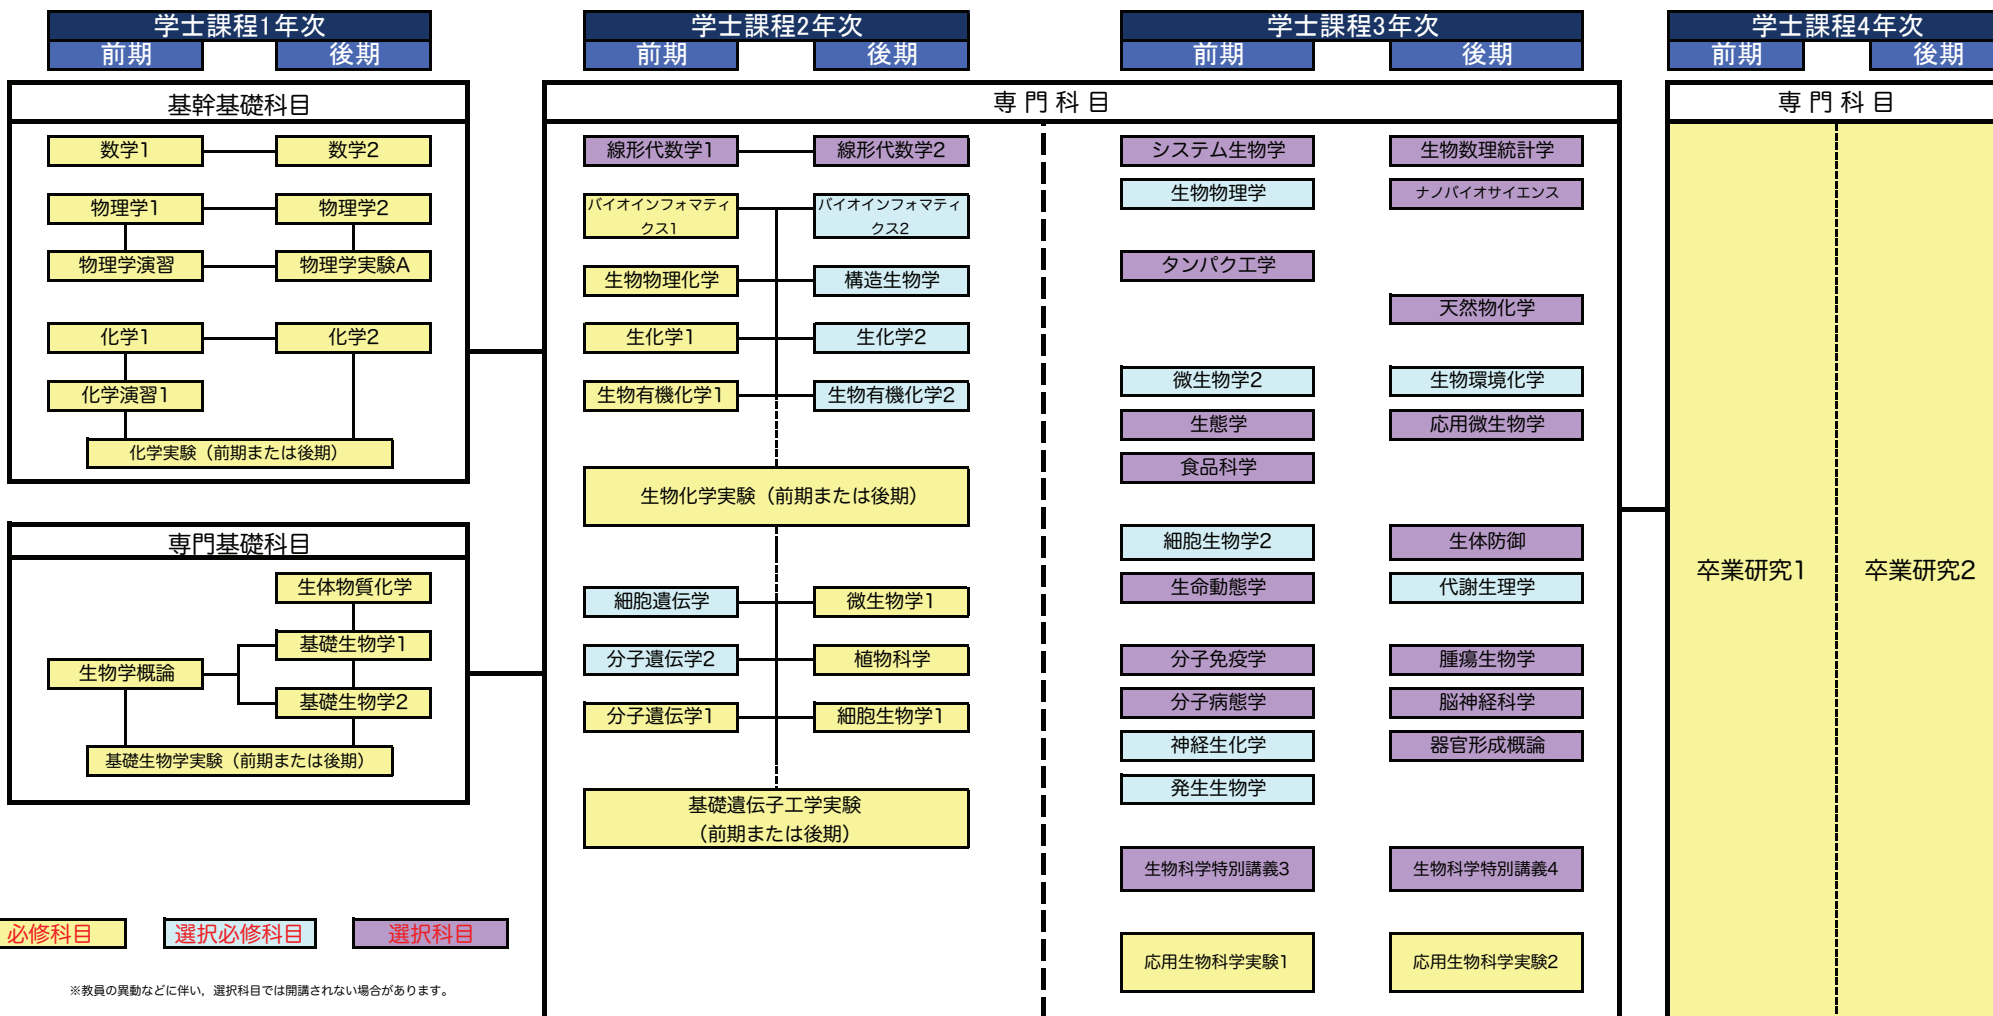 学士課程1年次
前期
後期
基幹基礎科目
数学1
数学2
物理学1
物理学2
物理学演習
物理学実験A
化学1
化学2
化学演習1
化学実験（前期または後期）
専門基礎科目
生体物質化学
基礎生物学1
生物学概論
基礎生物学2
基礎生物学実験（前期または後期）
必修科目
選択必修科目
選択科目
※教員の異動などに伴い，選択科目では開講されない場合があります。
学士課程2年次
前期
後期
学士課程3年次
前期
後期
専門科目
線形代数学1
線形代数学2
バイオインフォマティ
クス1
バイオインフォマティ
クス2
生物物理化学
構造生物学
生化学1
生化学2
生物有機化学1
生物有機化学2
生物化学実験（前期または後期）
細胞遺伝学
微生物学1
分子遺伝学2
植物科学
分子遺伝学1
細胞生物学1
基礎遺伝子工学実験
（前期または後期）
システム生物学
生物数理統計学
生物物理学
ナノバイオサイエンス
タンパク工学
天然物化学
微生物学2
生物環境化学
生態学
応用微生物学
食品科学
細胞生物学2
生体防御
生命動態学
代謝生理学
分子免疫学
腫瘍生物学
分子病態学
脳神経科学
神経生化学
器官形成概論
発生生物学
生物科学特別講義3
生物科学特別講義4
応用生物科学実験1
応用生物科学実験2
学士課程4年次
前期
後期
専門科目
卒業研究1
卒業研究2